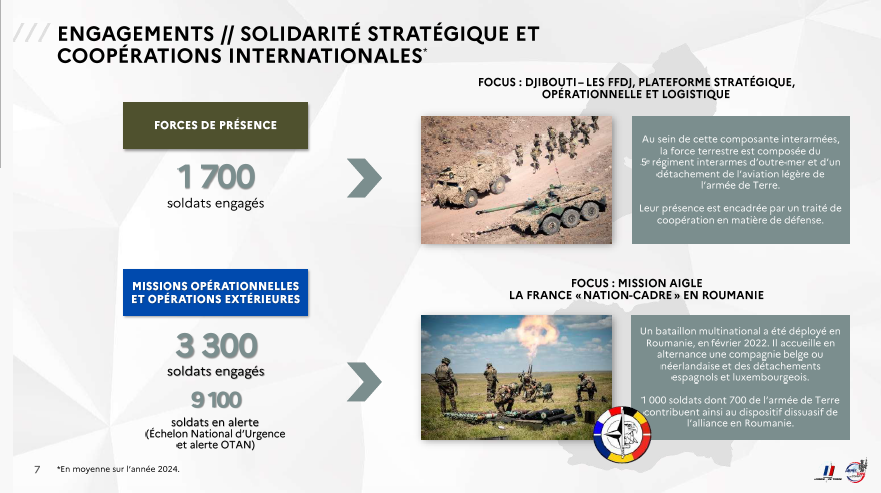 ENGAGEMENTS // SOLIDARITÉ STRATÉGIQUE ET
COOPÉRATIONS INTERNATIONALES*
FORCES DE PRÉSENCE
1 700
soldats engagés
FOCUS : DJIBOUTI – LES FFDJ, PLATEFORME STRATÉGIQUE,
OPÉRATIONNELLE ET LOGISTIQUE
Au sein de cette composante interarmées,
la force terrestre est composée du
5e régiment interarmes d'outre-mer et d'un
détachement de l'aviation légère de
l'armée de Terre.
Leur présence est encadrée par un traité de
coopération en matière de défense.
MISSIONS OPÉRATIONNELLES
ET OPÉRATIONS EXTÉRIEURES
3 300
soldats engagés
9 100
soldats en alerte
(Échelon National d'Urgence
et alerte OTAN)
FOCUS : MISSION AIGLE
LA FRANCE « NATION-CADRE » EN ROUMANIE
Un bataillon multinational a été déployé en
Roumanie, en février 2022. Il accueille en
alternance une compagnie belge ou
néerlandaise et des détachements
espagnols et luxembourgeois.
1 000 soldats dont 700 de l'armée de Terre
contribuent ainsi au dispositif dissuasif de
l'alliance en Roumanie.
7
*En moyenne sur l'année 2024.